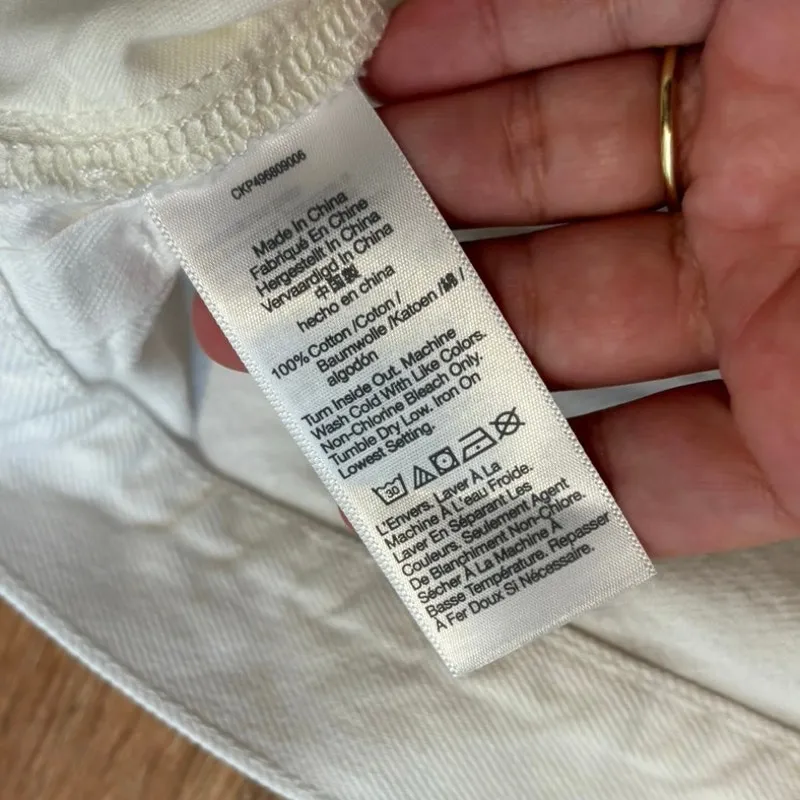 CKP496809006
Made In China
Fabriqué En Chine
Hergestellt In China
Vervaardigd In China
中国製
hecho en china
100% Cotton /Coton /
Baumwolle /Katoen /綿 /
algodón
Turn Inside Out. Machine
Wash Cold With Like Colors.
Non-Chlorine Bleach Only.
Tumble Dry Low. Iron On
Lowest Setting.
30
L'Envers. Laver À La
Machine À L'eau Froide.
Laver En Séparant Les
Couleurs. Seulement Agent
De Blanchiment Non-Chlore.
Sécher À La Machine À
Basse Température. Repasser
À Fer Doux Si Nécessaire.